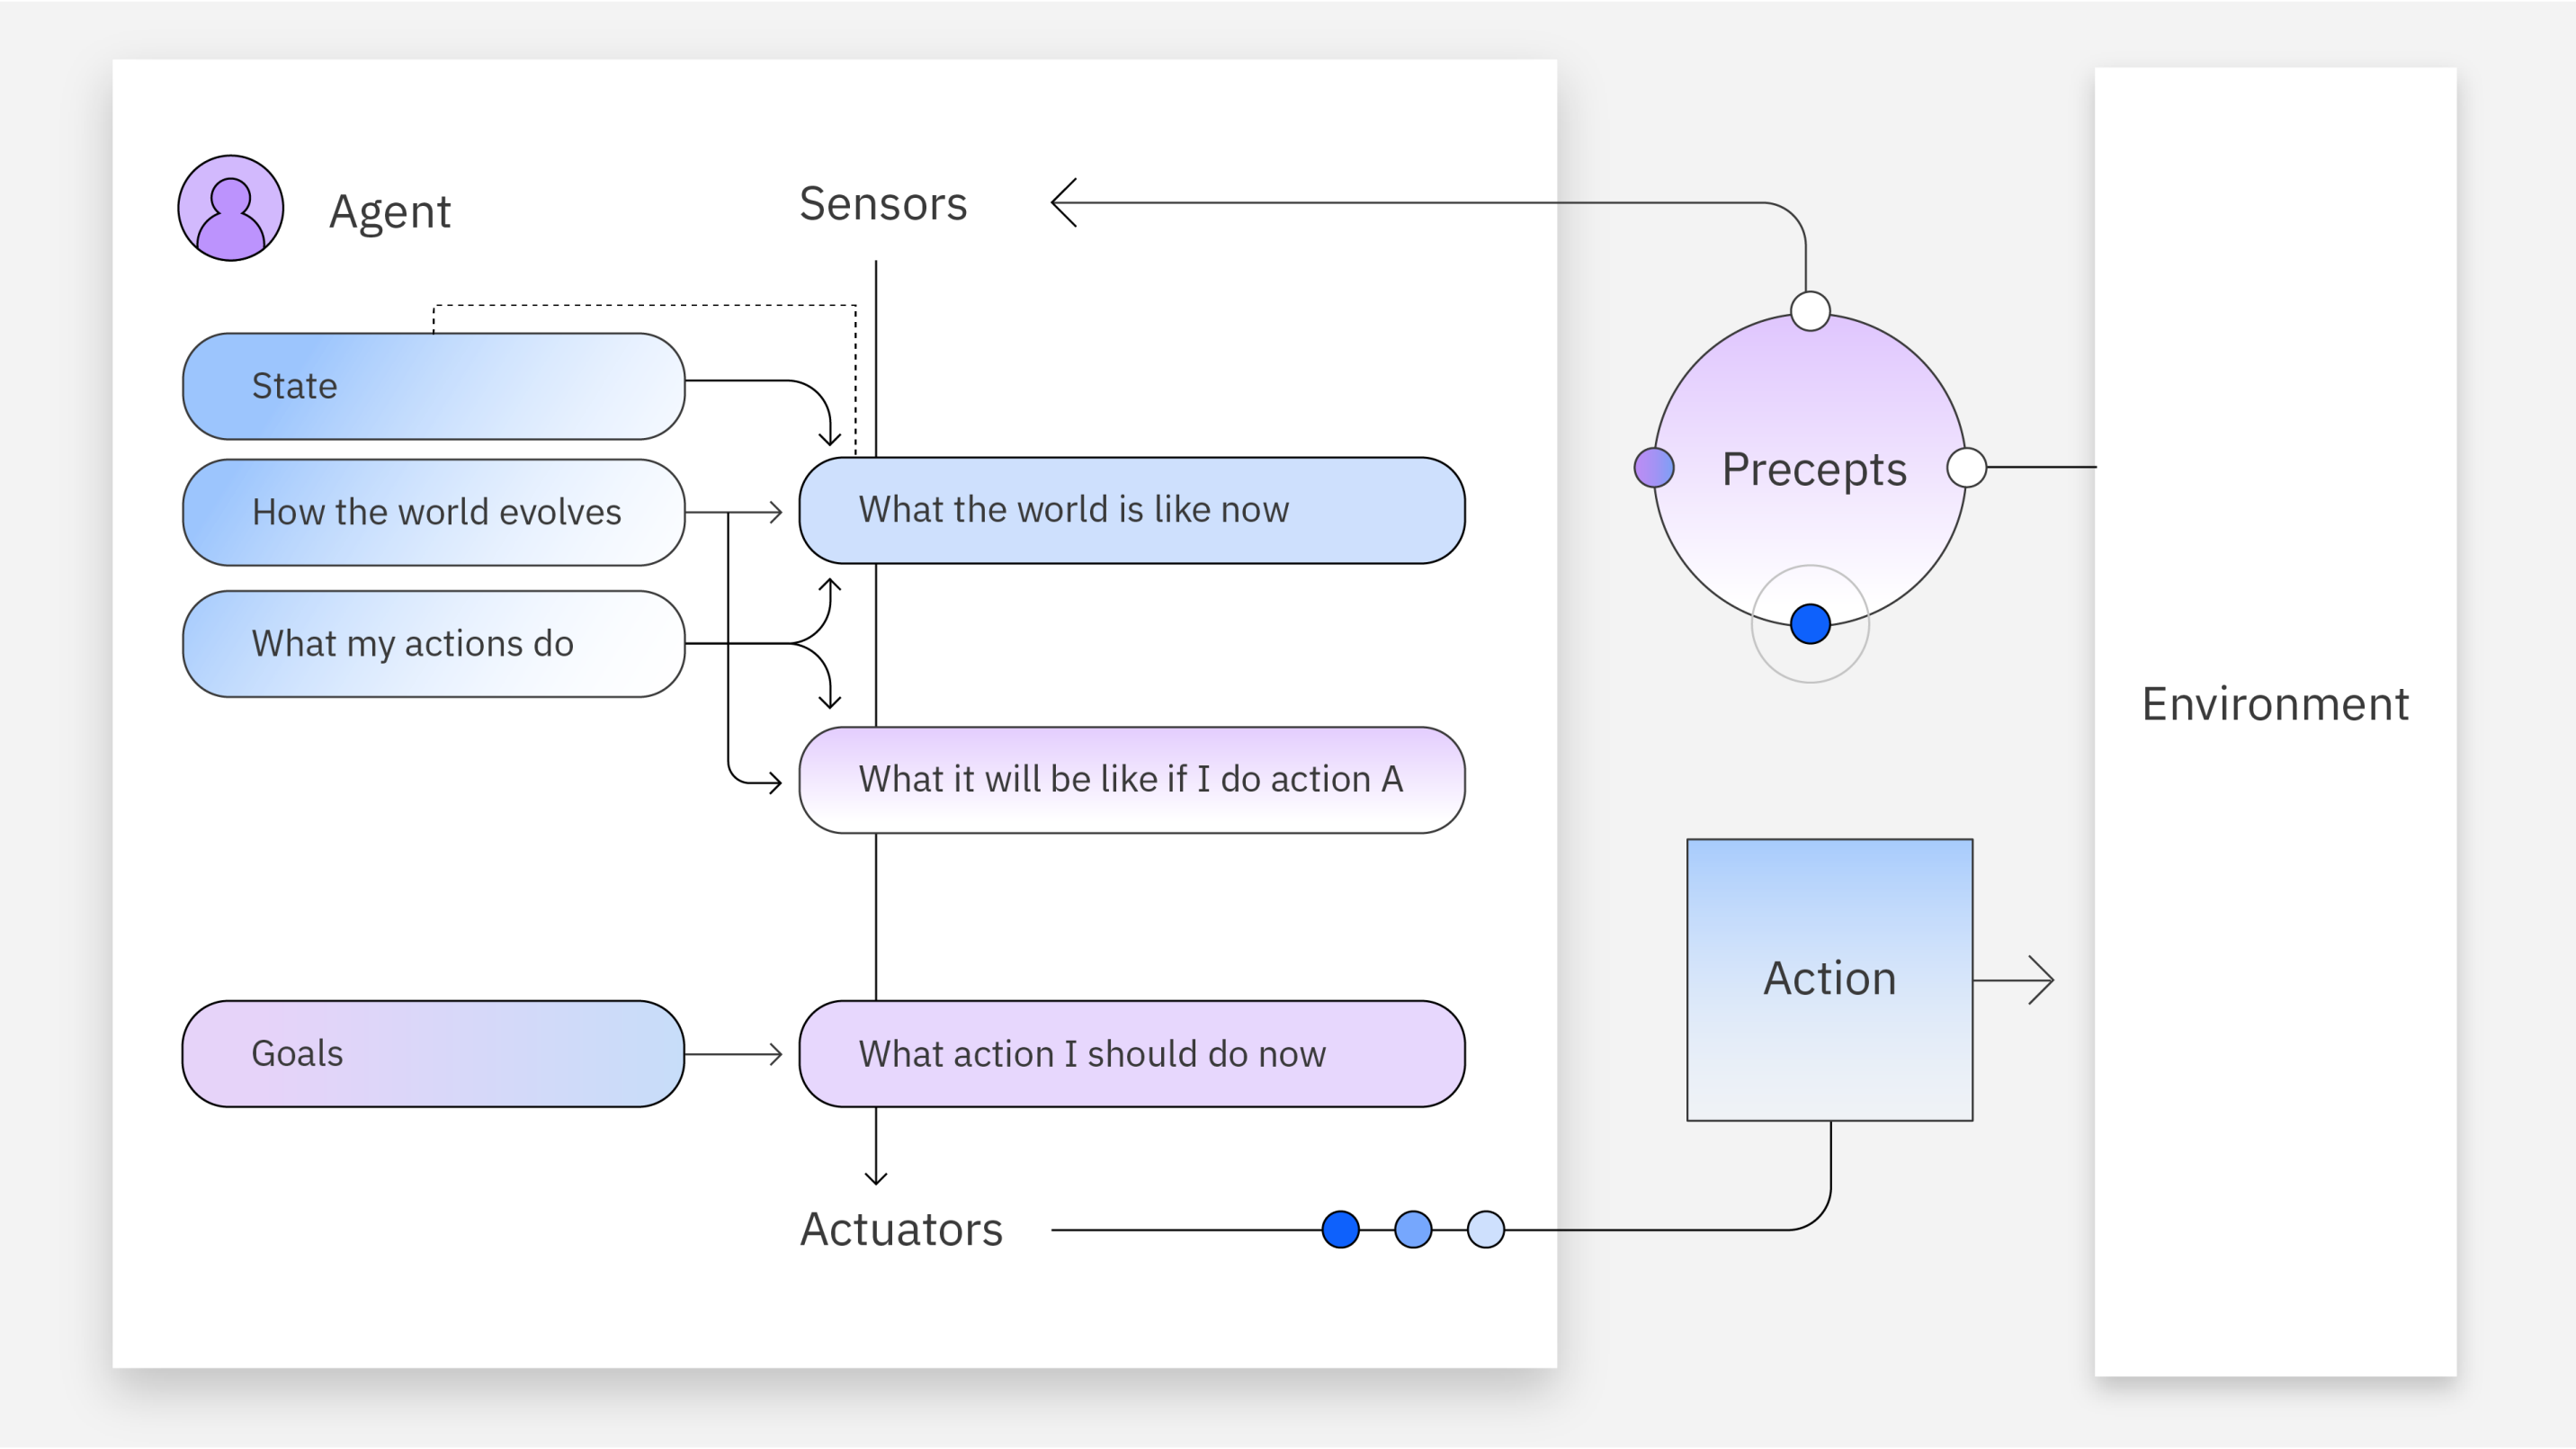 Agent
Sensors
State
How the world evolves
What my actions do
What the world is like now
What it will be like if I do action A
Goals
What action I should do now
Actuators
Precepts
Action
Environment